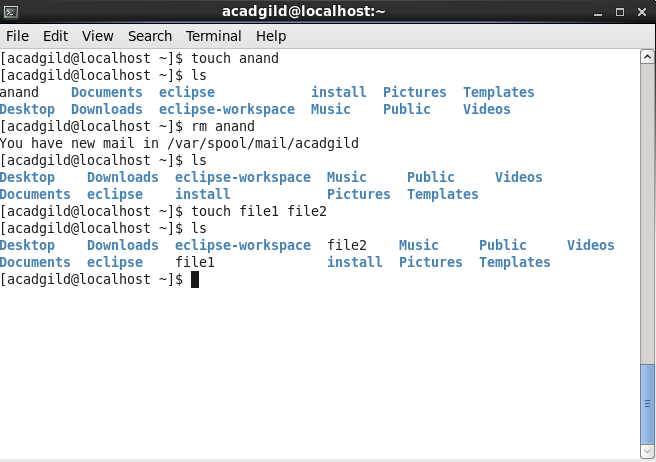 acadgild@localhost:~
File Edit View Search Terminal Help
[acadgild@localhost ~]$ touch anand
[acadgild@localhost ~]$ ls
anand Documents eclipse install Pictures Templates
Desktop Downloads eclipse-workspace Music Public Videos
[acadgild@localhost ~]$ rm anand
You have new mail in /var/spool/mail/acadgild
[acadgild@localhost ~]$ ls
Desktop Downloads eclipse-workspace Music Public Videos
Documents eclipse install Pictures Templates
[acadgild@localhost ~]$ touch file1 file2
[acadgild@localhost ~]$ ls
Desktop Downloads eclipse-workspace file2 Music Public Videos
Documents eclipse file1 install Pictures Templates
[acadgild@localhost ~]$